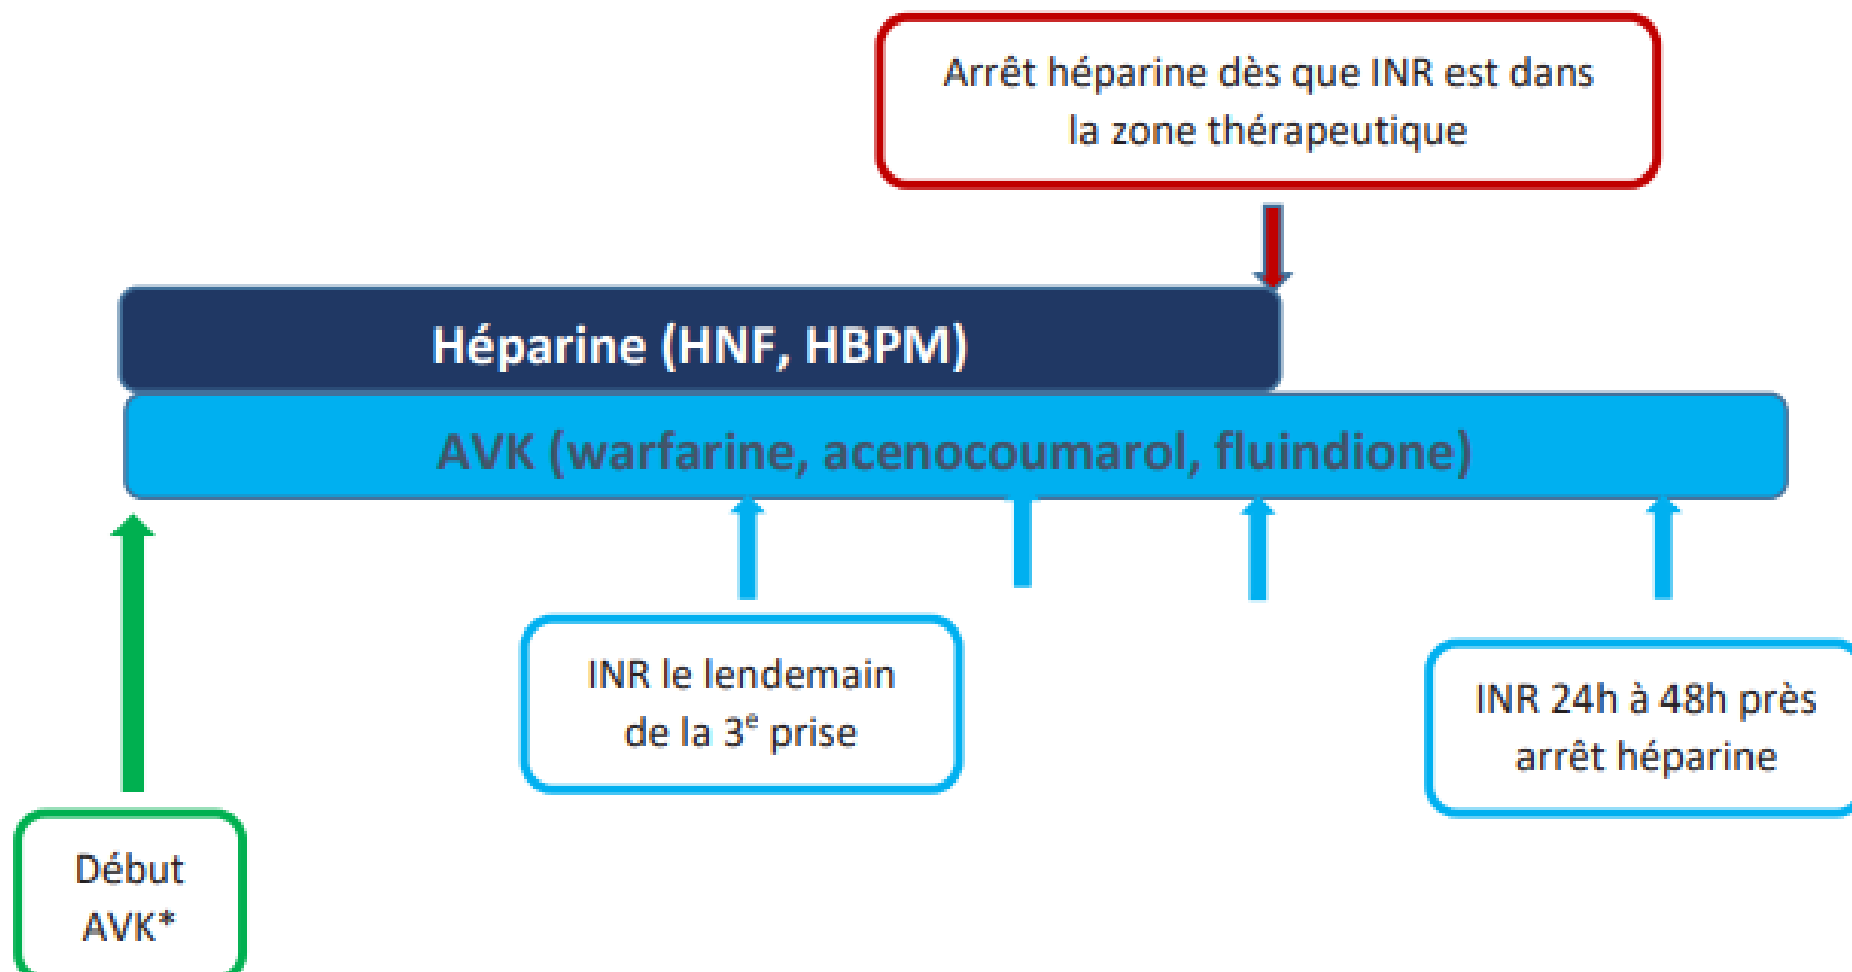 Arrêt héparine dès que INR est dans
la zone thérapeutique
Héparine (HNF, HBPM)
AVK (warfarine, acenocoumarol, fluindione)
INR le lendemain
de la 3e prise
INR 24h à 48h près
arrêt héparine
Début
AVK*